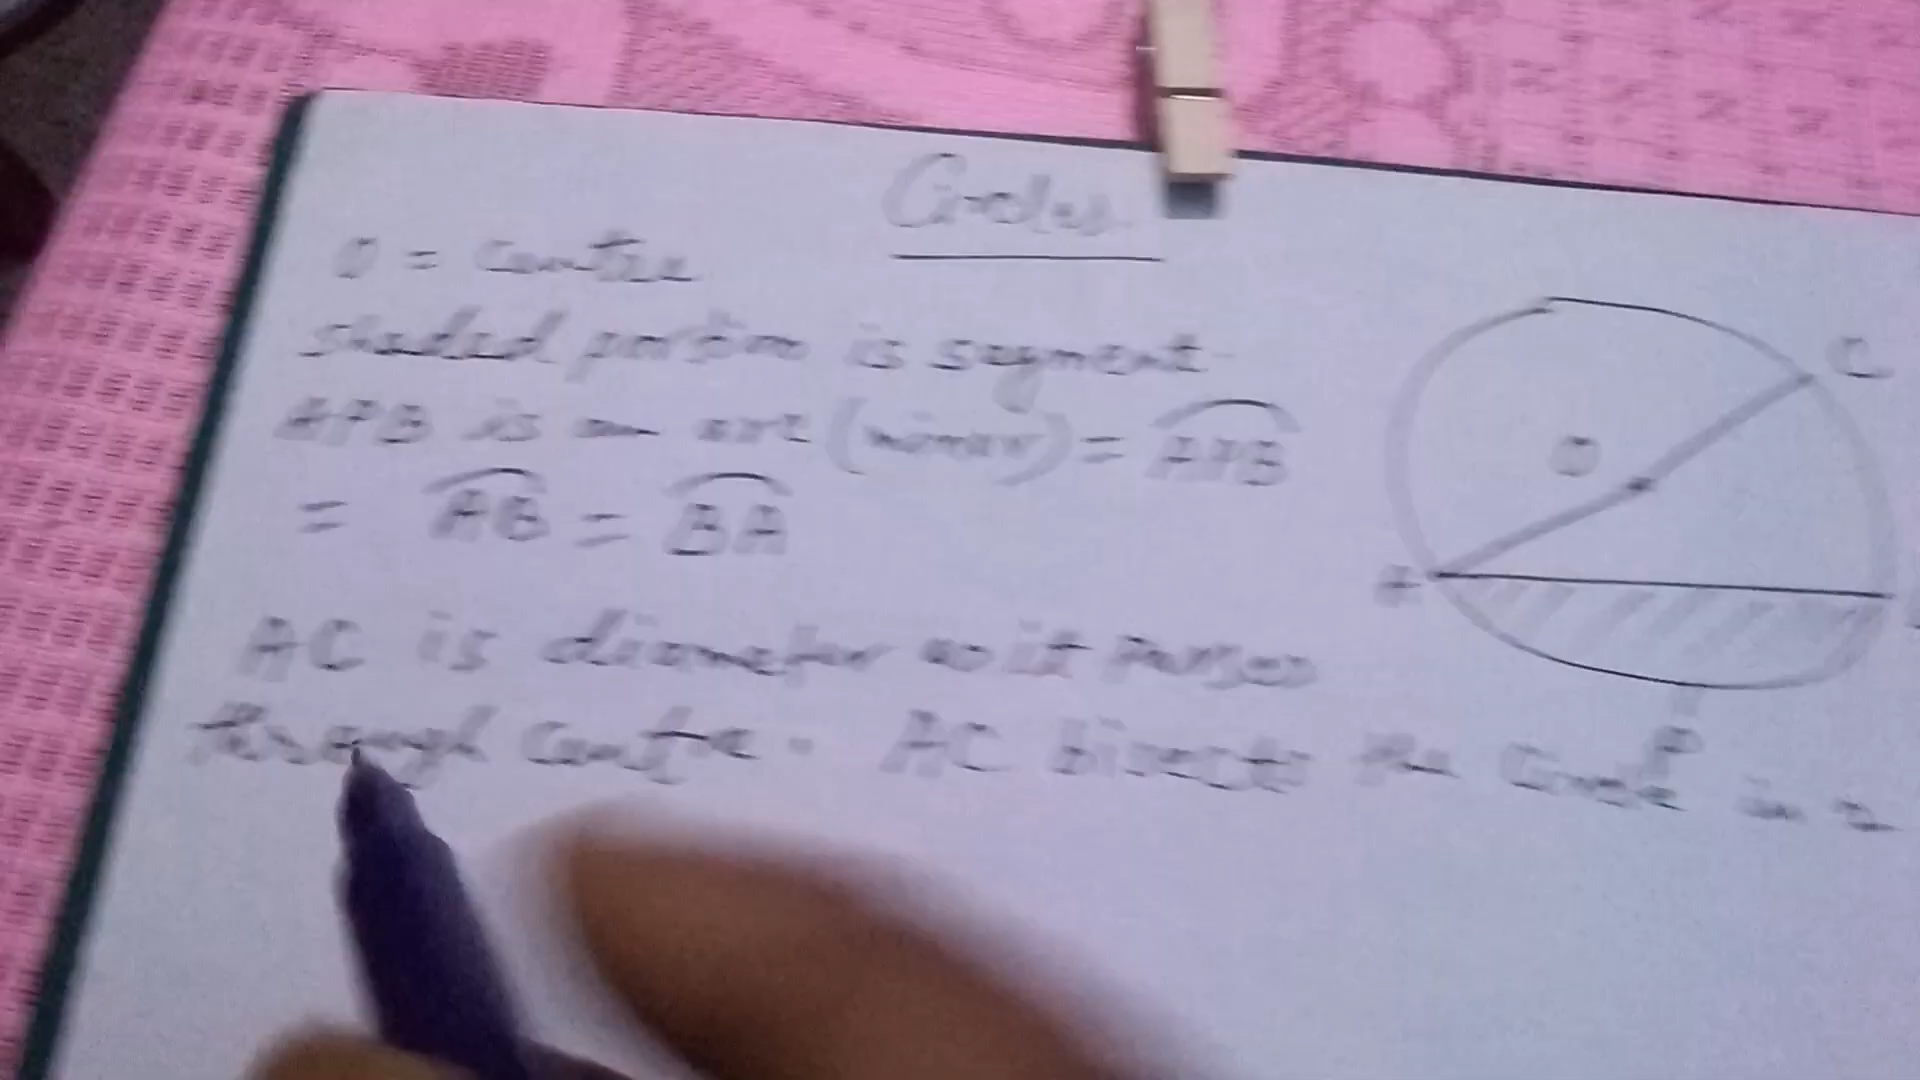 Circles
O = Centre
Shaded portion is segment.
APB is an arc (minor) = APB
= AB = BA
AC is diameter as it passes
through Centre. AC bisects the Circle in 2
C
O
A
P